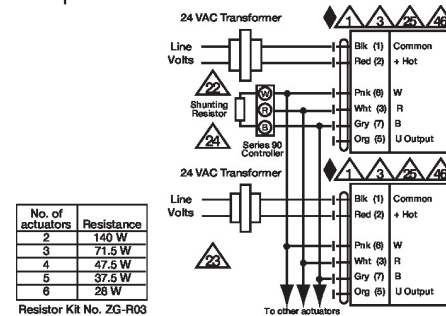 24 VAC Transformer
1 3 25 46
Line
Volts
Blk (1) Common
Red (2) + Hot
22
Shunting
Resistor
W
R
B
Pnk (6) W
Wht (3) R
Gry (7) B
Org (5) U Output
24
Series 90
Controller
24 VAC Transformer
1 3 25 46
Line
Volts
Blk (1) Common
Red (2) + Hot
23
Pnk (6) W
Wht (3) R
Gry (7) B
Org (5) U Output
To other actuators
No. of
actuators Resistance
2 140 W
3 71.5 W
4 47.5 W
5 37.5 W
6 28 W
Resistor Kit No. ZG-R03